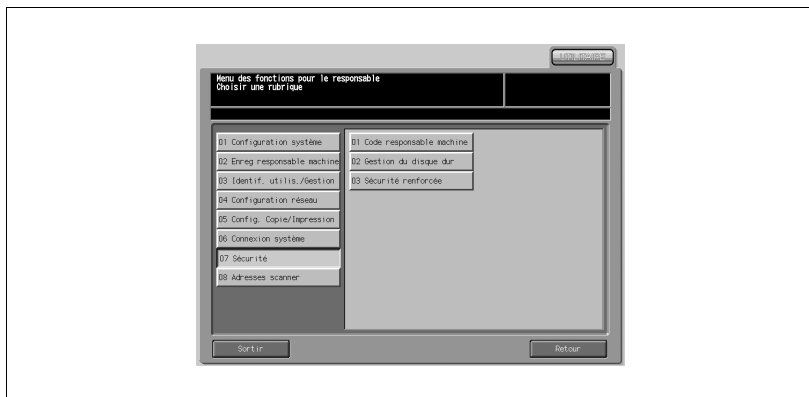 UTILITAIRE
Menu des fonctions pour le responsable
Choisir une rubrique
01 Configuration système
02 Enreg responsable machine
03 Identif. utilis./Gestion
04 Configuration réseau
05 Config. Copie/Impression
06 Connexion système
07 Sécurité
08 Adresses scanner
01 Code responsable machine
02 Gestion du disque dur
03 Sécurité renforcée
Sortir
Retour